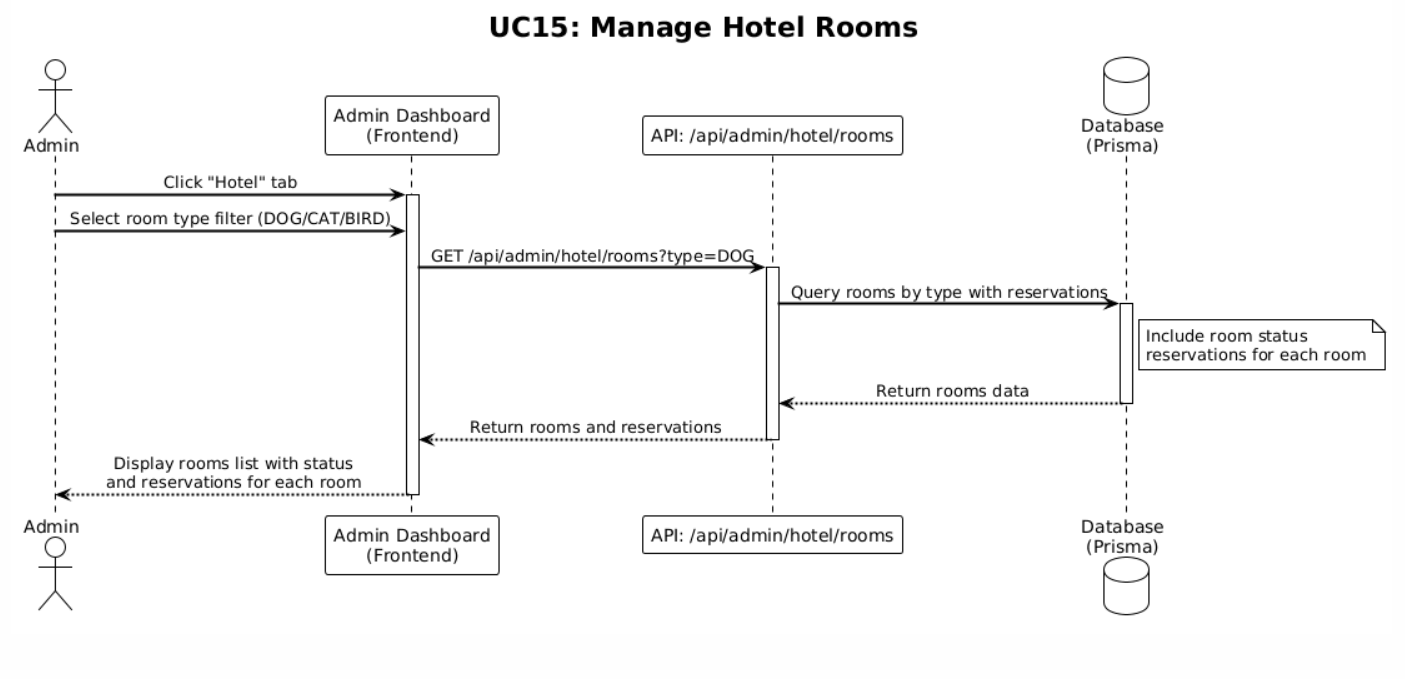 UC15: Manage Hotel Rooms
Admin
Admin Dashboard
(Frontend)
API: /api/admin/hotel/rooms
Database
(Prisma)
Click "Hotel" tab
Select room type filter (DOG/CAT/BIRD)
GET /api/admin/hotel/rooms?type=DOG
Query rooms by type with reservations
Include room status
reservations for each room
Return rooms data
Return rooms and reservations
Display rooms list with status
and reservations for each room
Admin
Admin Dashboard
(Frontend)
API: /api/admin/hotel/rooms
Database
(Prisma)